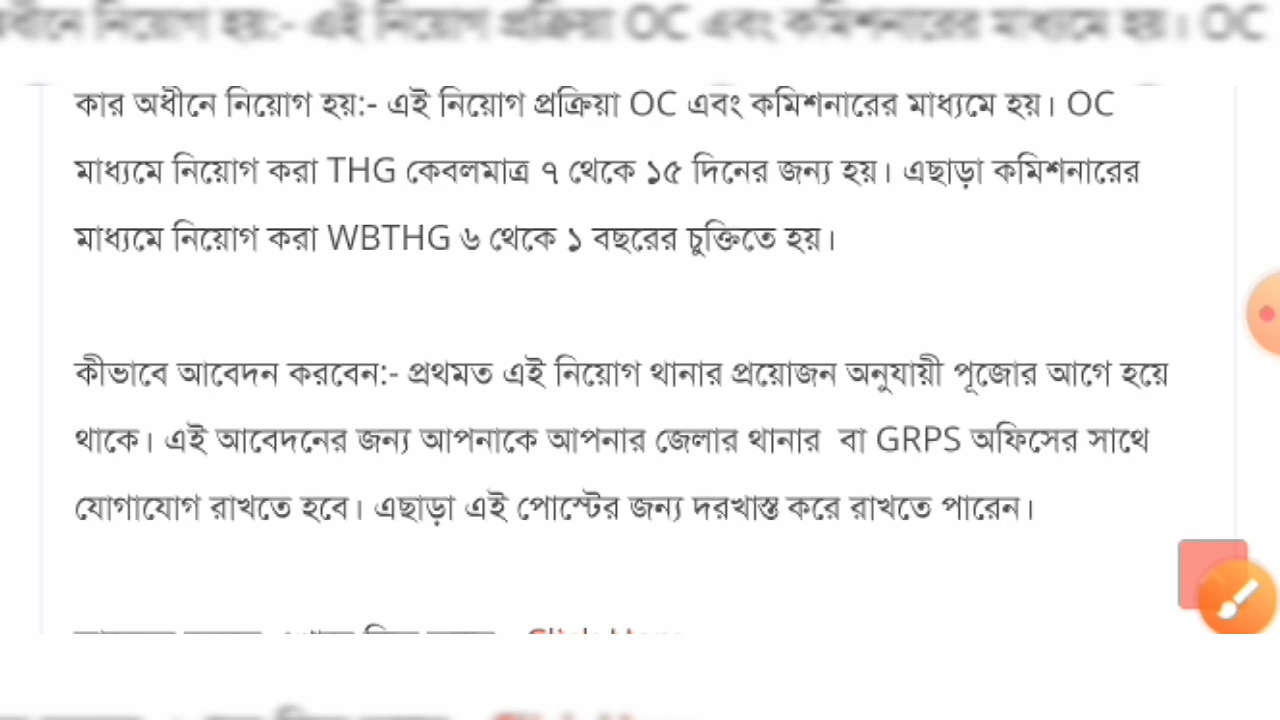 কার অধীনে নিয়োগ হয়:- এই নিয়োগ প্রক্রিয়া OC এবং কমিশনারের মাধ্যমে হয়। OC
মাধ্যমে নিয়োগ করা THG কেবলমাত্র ৭ থেকে ১৫ দিনের জন্য হয়। এছাড়া কমিশনারের
মাধ্যমে নিয়োগ করা WBTHG ৬ থেকে ১ বছরের চুক্তিতে হয়।
কীভাবে আবেদন করবেন:- প্রথমত এই নিয়োগ থানার প্রয়োজন অনুযায়ী পূজোর আগে হয়ে
থাকে। এই আবেদনের জন্য আপনাকে আপনার জেলার থানার বা GRPS অফিসের সাথে
যোগাযোগ রাখতে হবে। এছাড়া এই পোস্টের জন্য দরখাস্ত করে রাখতে পারেন।